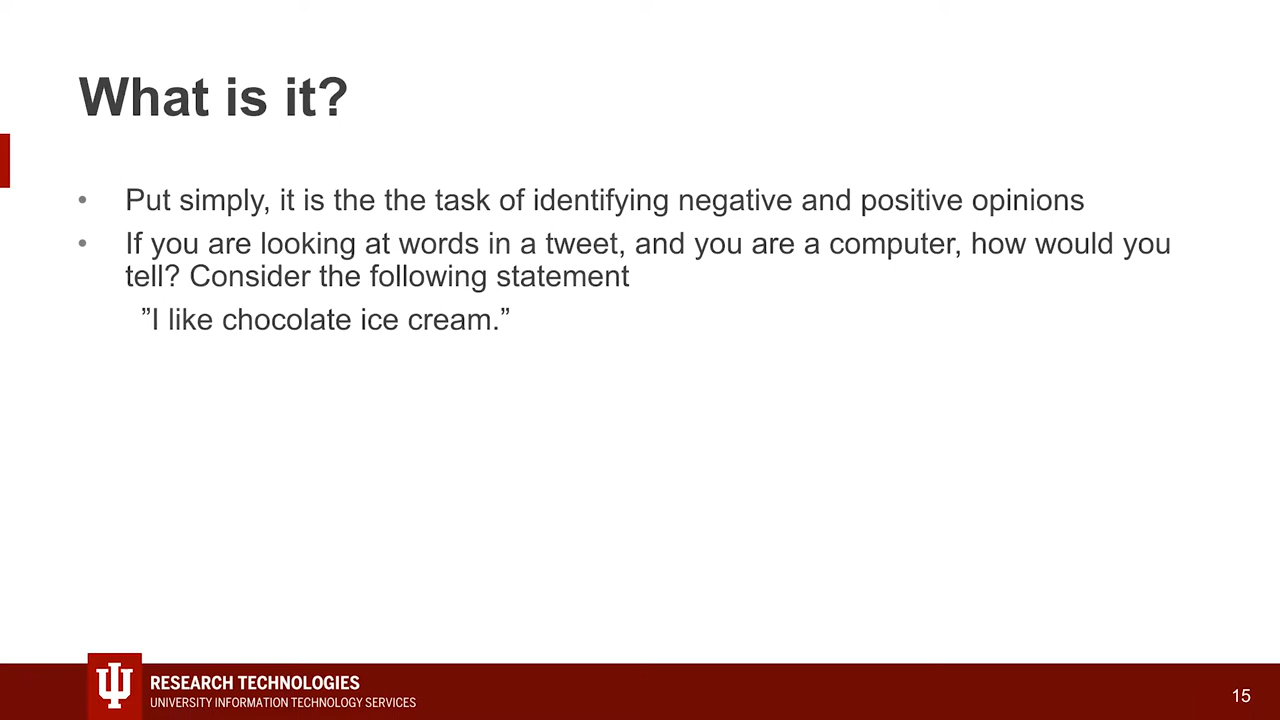 What is it?
• Put simply, it is the the task of identifying negative and positive opinions
• If you are looking at words in a tweet, and you are a computer, how would you
tell? Consider the following statement
”I like chocolate ice cream.”
RESEARCH TECHNOLOGIES
UNIVERSITY INFORMATION TECHNOLOGY SERVICES
15